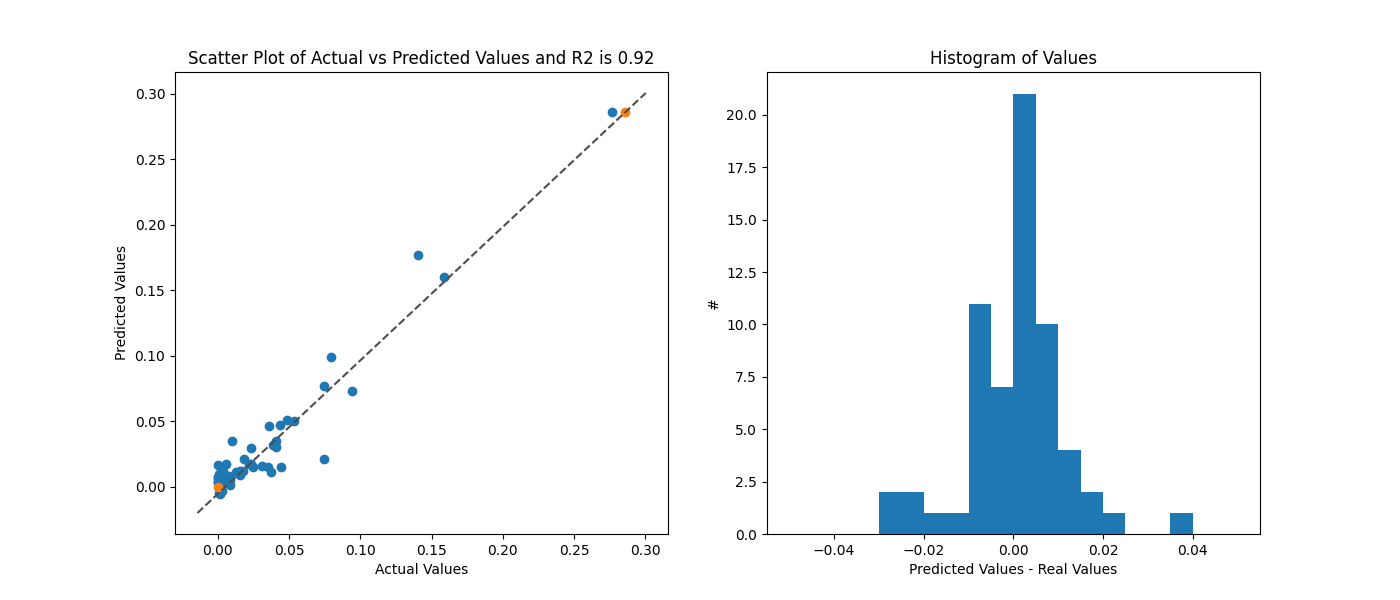 Scatter Plot of Actual vs Predicted Values and R2 is 0.92
0.30
0.25
0.20
0.15
0.10
0.05
0.00
Predicted Values
0.00 0.05 0.10 0.15 0.20 0.25 0.30
Actual Values
Histogram of Values
20.0
17.5
15.0
12.5
10.0
7.5
5.0
2.5
0.0
#
−0.04 −0.02 0.00 0.02 0.04
Predicted Values - Real Values